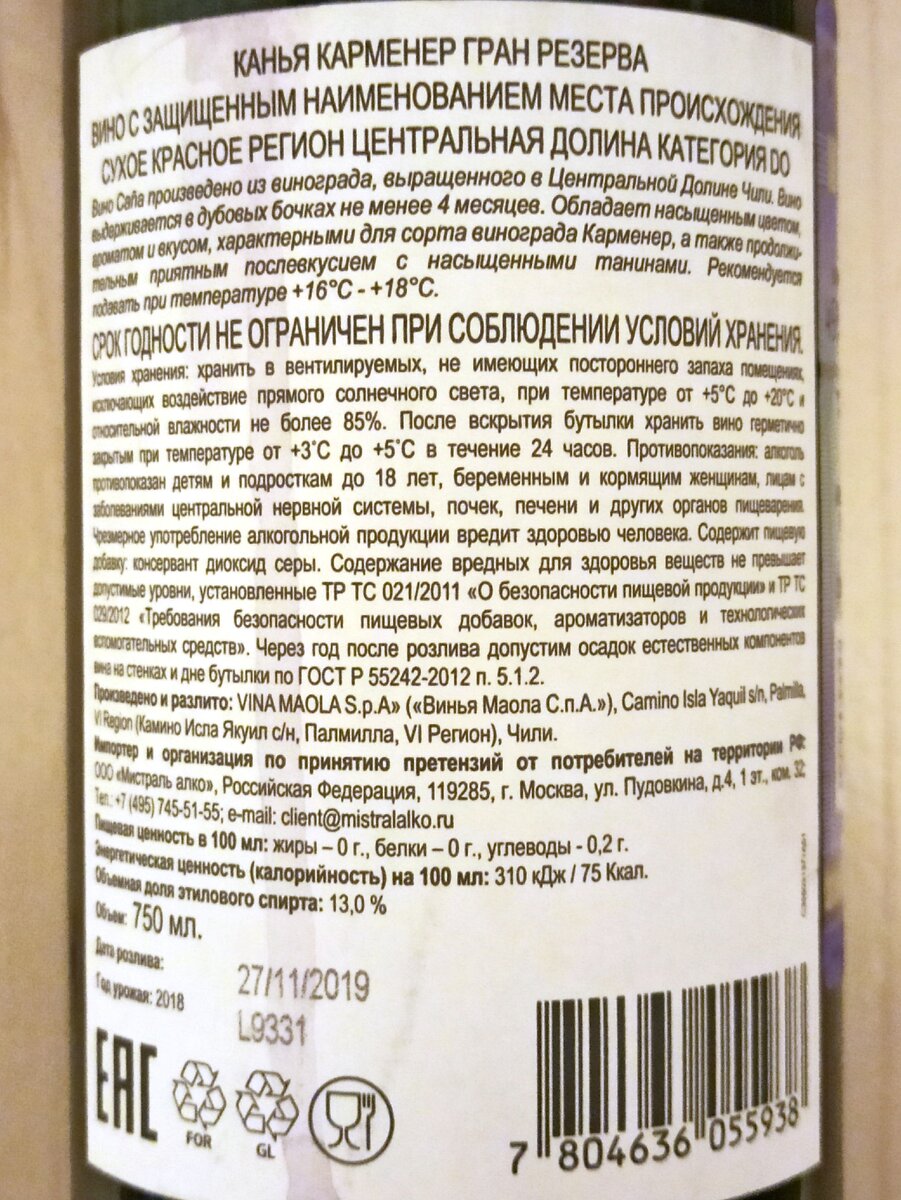 КАНЬЯ КАРМЕНЕР ГРАН РЕЗЕРВА
ВИНО С ЗАЩИЩЕННЫМ НАИМЕНОВАНИЕМ МЕСТА ПРОИСХОЖДЕНИЯ
СУХОЕ КРАСНОЕ РЕГИОН ЦЕНТРАЛЬНАЯ ДОЛИНА КАТЕГОРИЯ DO
Вино Caña произведено из винограда, выращенного в Центральной Долине Чили. Вино
выдерживается в дубовых бочках не менее 4 месяцев. Обладает насыщенным цветом,
ароматом и вкусом, характерными для сорта винограда Карменер, а также продолжи-
тельным приятным послевкусием с насыщенными танинами. Рекомендуется
подавать при температуре +16°C - +18°C.
СРОК ГОДНОСТИ НЕ ОГРАНИЧЕН ПРИ СОБЛЮДЕНИИ УСЛОВИЙ ХРАНЕНИЯ.
Условия хранения: хранить в вентилируемых, не имеющих постороннего запаха помещениях,
исключающих воздействие прямого солнечного света, при температуре от +5°C до +20°C и
относительной влажности не более 85%. После вскрытия бутылки хранить вино герметично
закрытым при температуре от +3°C до +5°C в течение 24 часов. Противопоказания: алкоголь
противопоказан детям и подросткам до 18 лет, беременным и кормящим женщинам, лицам с
заболеваниями центральной нервной системы, почек, печени и других органов пищеварения.
Чрезмерное употребление алкогольной продукции вредит здоровью человека. Содержит пищевую
добавку: консервант диоксид серы. Содержание вредных для здоровья веществ не превышает
допустимые уровни, установленные ТР ТС 021/2011 «О безопасности пищевой продукции» и ТР ТС
029/2012 «Требования безопасности пищевых добавок, ароматизаторов и технологических
вспомогательных средств». Через год после розлива допустим осадок естественных компонентов
вина на стенках и дне бутылки по ГОСТ Р 55242-2012 п. 5.1.2.
Произведено и разлито: VINA MAOLA S.p.A» («Винья Маола С.п.А.»), Camino Isla Yaquil s/n, Palmilla,
VI Region (Камино Исла Якуил с/н, Палмилла, VI Регион), Чили.
Импортер и организация по принятию претензий от потребителей на территории РФ:
ООО «Мистраль алко», Российская Федерация, 119285, г. Москва, ул. Пудовкина, д.4, 1 эт., ком. 32
Тел.: +7 (495) 745-51-55; e-mail: client@mistralalko.ru
Пищевая ценность в 100 мл: жиры – 0 г., белки – 0 г., углеводы - 0,2 г.
Энергетическая ценность (калорийность) на 100 мл: 310 кДж / 75 Ккал.
Объемная доля этилового спирта: 13,0 %
Объем: 750 мл.
Дата розлива:
27/11/2019
Год урожая: 2018
L9331
EAC
FOR
GL
7 804636 055938